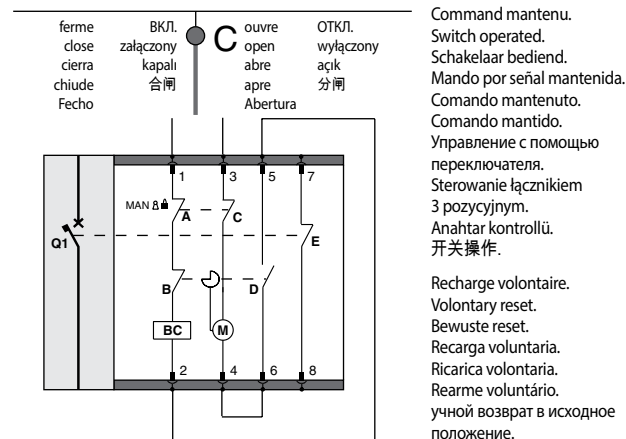 ferme
close
cierra
chiude
Fecho
ВКЛ.
załączony
kapalı
合闸
C
ouvre
open
abre
apre
Abertura
ОТКЛ.
wyłączony
açık
分闸
1
3
5
7
MAN
A
C
Q1
E
B
D
BC
M
2
4
6
8
Command mantenu.
Switch operated.
Schakelaar bediend.
Mando por señal mantenida.
Comando mantenuto.
Comando mantido.
Управление с помощью
переключателя.
Sterowanie łącznikiem
3 pozycyjnym.
Anahtar kontrollü.
开关操作.
Recharge volontaire.
Volontary reset.
Bewuste reset.
Recarga voluntaria.
Ricarica volontaria.
Rearme voluntário.
учной возврат в исходное
положение.